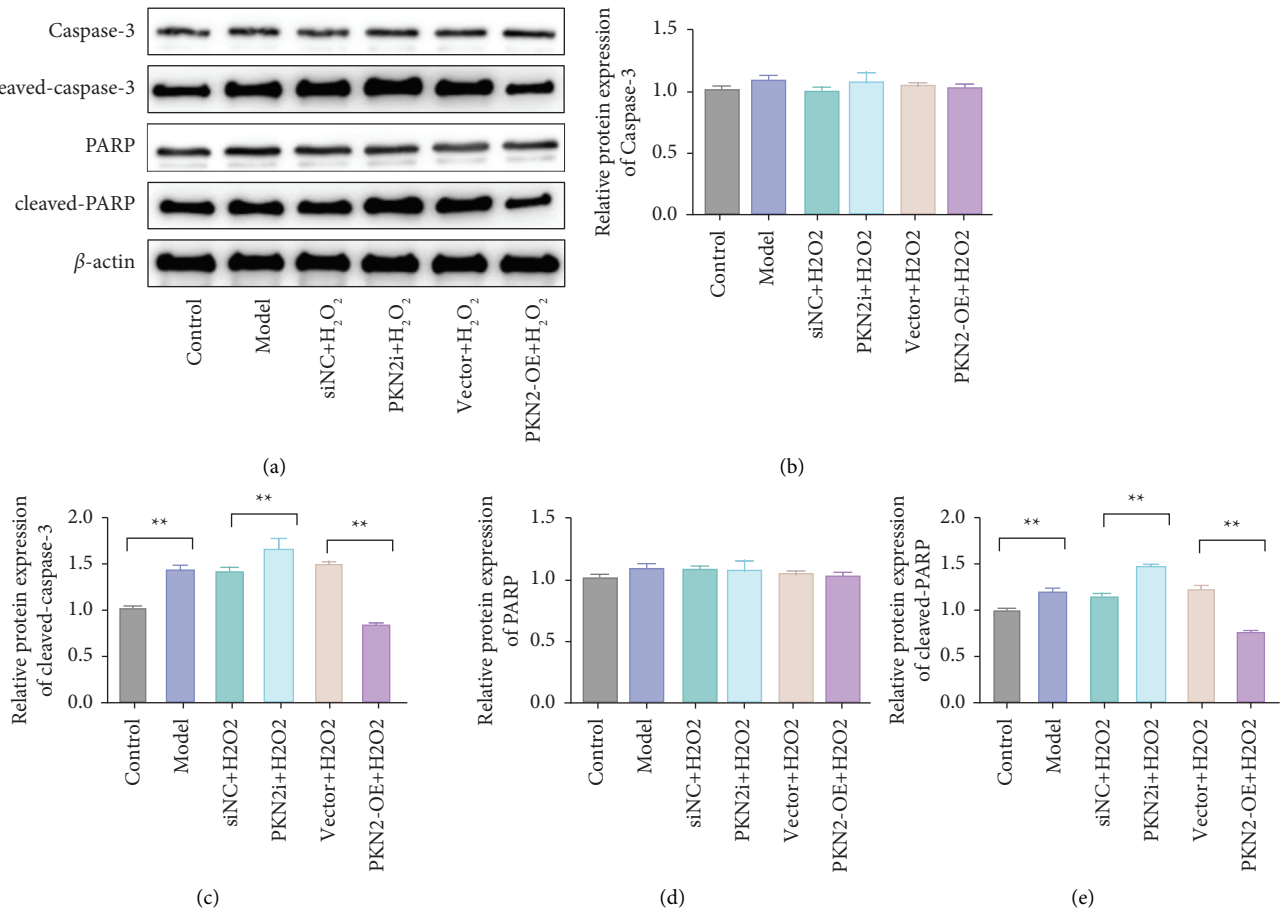 Caspase-3
eaved-caspase-3
PARP
cleaved-PARP
β-actin
Control
Model
siNC+H₂O₂
PKN2i+H₂O₂
Vector+H₂O₂
PKN2-OE+H₂O₂
(a)
Relative protein expression
of Caspase-3
1.5
1.0
0.5
0.0
Control
Model
siNC+H2O2
PKN2i+H2O2
Vector+H2O2
PKN2-OE+H2O2
(b)
Relative protein expression
of cleaved-caspase-3
2.0
1.5
1.0
0.5
0.0
**
**
**
Control
Model
siNC+H2O2
PKN2i+H2O2
Vector+H2O2
PKN2-OE+H2O2
(c)
Relative protein expression
of PARP
1.5
1.0
0.5
0.0
Control
Model
siNC+H2O2
PKN2i+H2O2
Vector+H2O2
PKN2-OE+H2O2
(d)
Relative protein expression
of cleaved-PARP
2.0
1.5
1.0
0.5
0.0
**
**
**
Control
Model
siNC+H2O2
PKN2i+H2O2
Vector+H2O2
PKN2-OE+H2O2
(e)